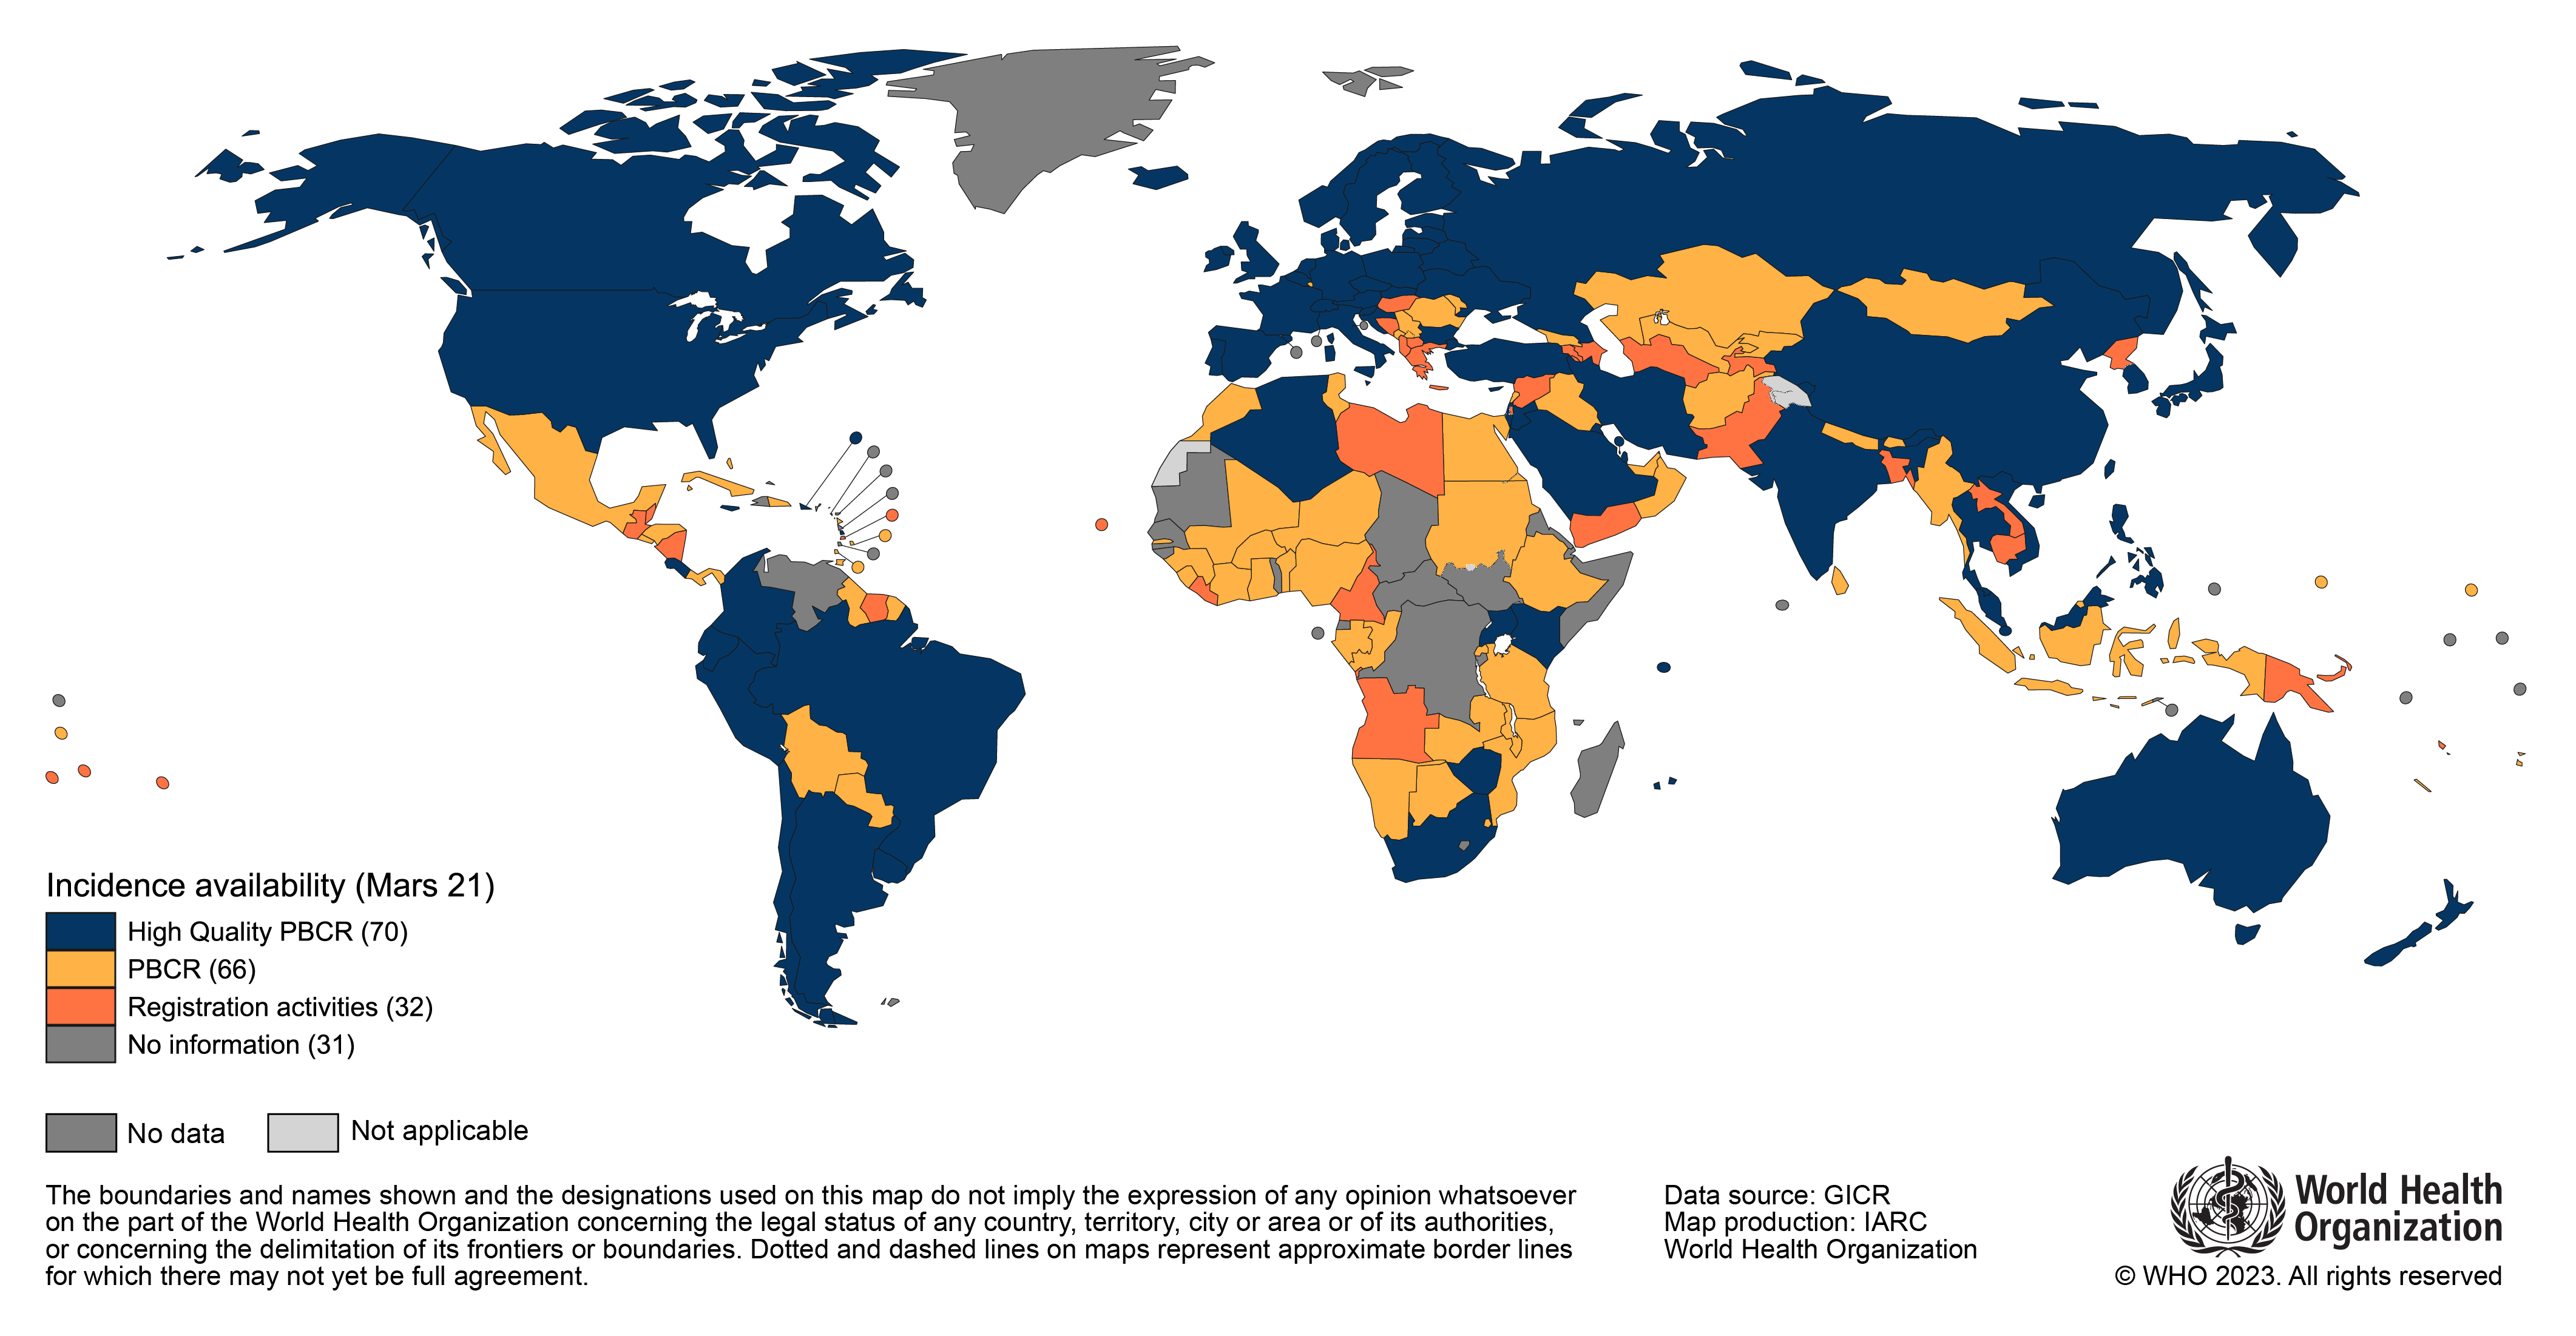 Incidence availability (Mars 21)
High Quality PBCR (70)
PBCR (66)
Registration activities (32)
No information (31)
No data
Not applicable
The boundaries and names shown and the designations used on this map do not imply the expression of any opinion whatsoever
on the part of the World Health Organization concerning the legal status of any country, territory, city or area or of its authorities,
or concerning the delimitation of its frontiers or boundaries. Dotted and dashed lines on maps represent approximate border lines
for which there may not yet be full agreement.
Data source: GICR
Map production: IARC
World Health Organization
World Health
Organization
© WHO 2023. All rights reserved